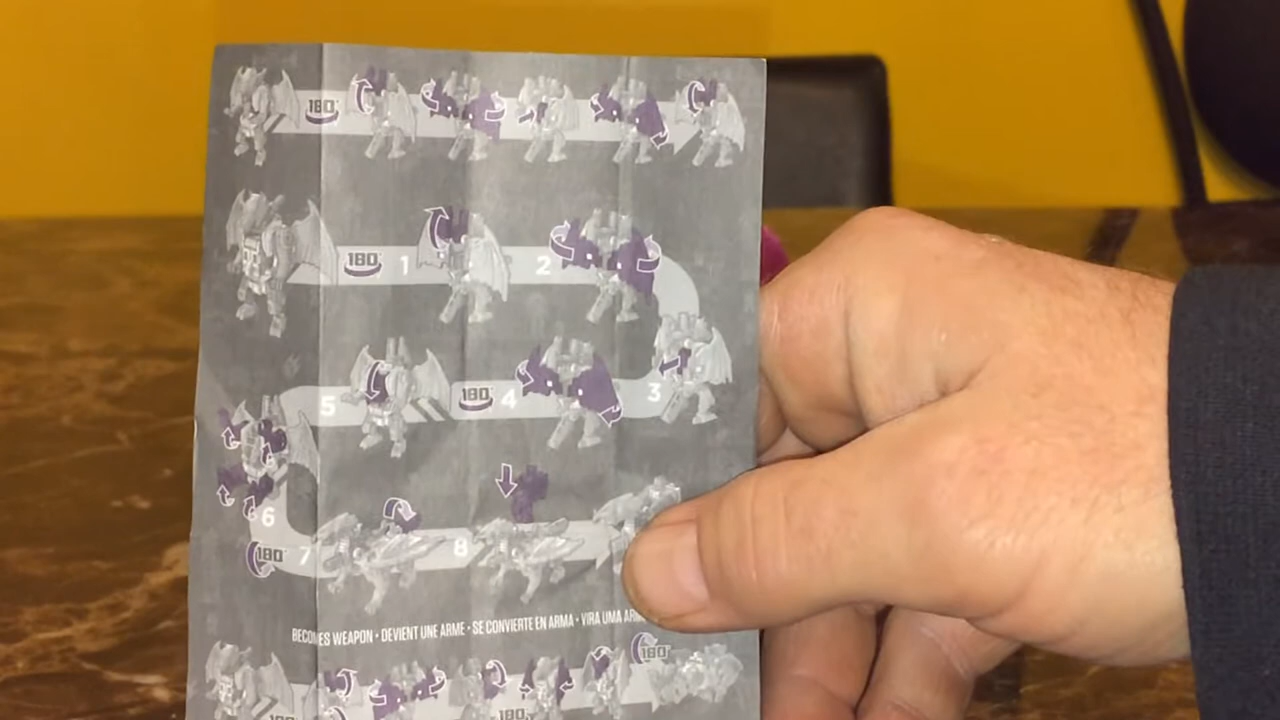 180°
180° 1 2
5 180° 4 3
6
180° 7 8
BECOMES WEAPON • DEVIENT UNE ARME • SE CONVIERTE EN ARMA • VIRA UMA
180°
180° 180°